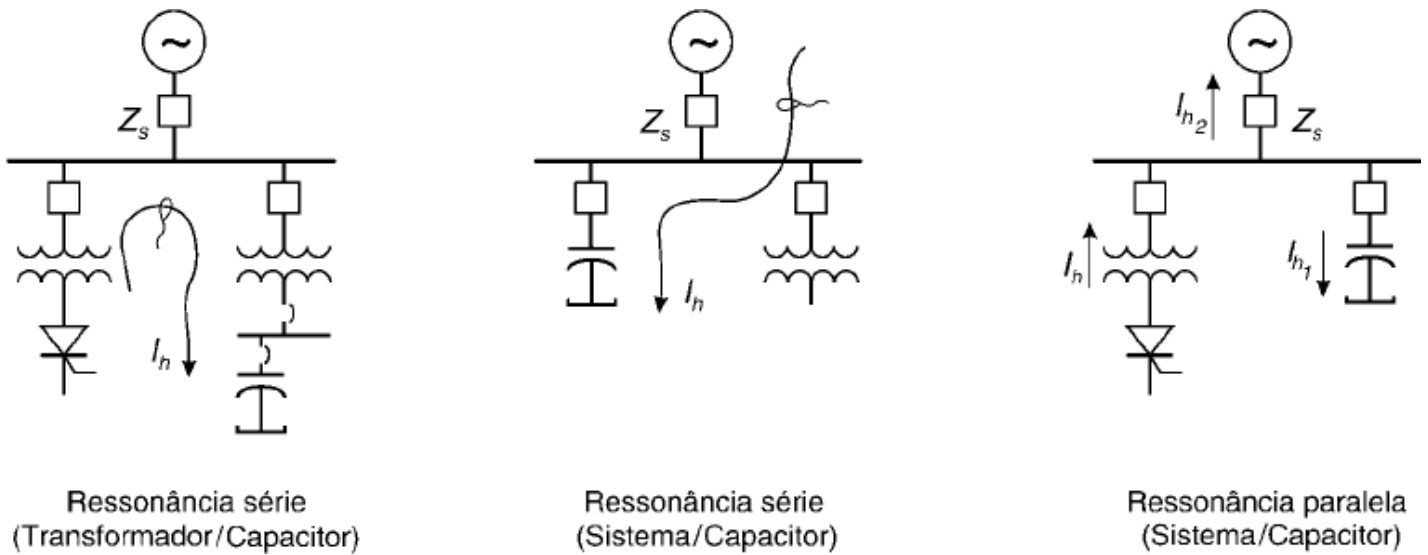 Z_s
I_h
Ressonância série
(Transformador/Capacitor)
Z_s
I_h
Ressonância série
(Sistema/Capacitor)
I_h2
Z_s
I_h
I_h1
Ressonância paralela
(Sistema/Capacitor)